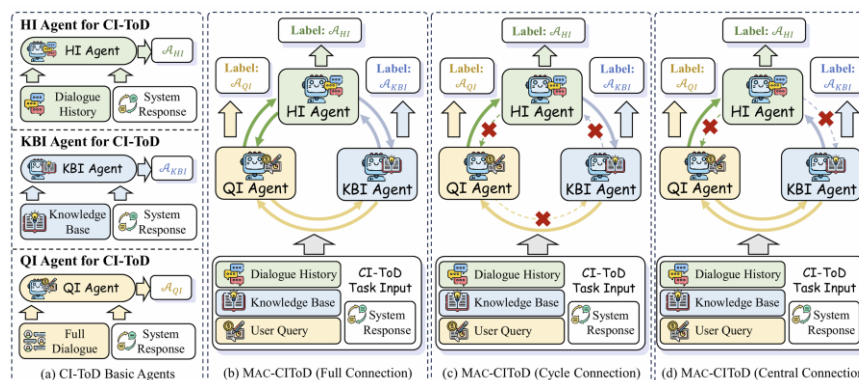 HI Agent for CI-ToD
HI Agent
𝒜HI
Dialogue
History
System
Response
KBI Agent for CI-ToD
KBI Agent
𝒜KBI
Knowledge
Base
System
Response
QI Agent for CI-ToD
QI Agent
𝒜QI
Full
Dialogue
System
Response
(a) CI-ToD Basic Agents
Label: 𝒜HI
Label:
𝒜QI
Label:
𝒜KBI
HI Agent
QI Agent
KBI Agent
Dialogue History
Knowledge Base
User Query
CI-ToD
Task Input
System
Response
(b) MAC-CIToD (Full Connection)
Label: 𝒜HI
Label:
𝒜QI
Label:
𝒜KBI
HI Agent
QI Agent
KBI Agent
Dialogue History
Knowledge Base
User Query
CI-ToD
Task Input
System
Response
(c) MAC-CIToD (Cycle Connection)
Label: 𝒜HI
Label:
𝒜QI
Label:
𝒜KBI
HI Agent
QI Agent
KBI Agent
Dialogue History
Knowledge Base
User Query
CI-ToD
Task Input
System
Response
(d) MAC-CIToD (Central Connection)